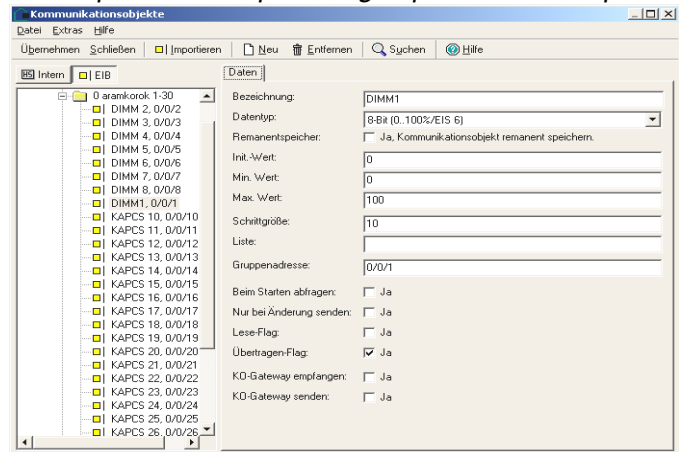 Kommunikationsobjekte
Datei Extras Hilfe
Übernehmen Schließen Importieren Neu Entfernen Suchen Hilfe
HS Intern EIB
Daten
0 aramkorok 1-30
DIMM 2, 0/0/2
DIMM 3, 0/0/3
DIMM 4, 0/0/4
DIMM 5, 0/0/5
DIMM 6, 0/0/6
DIMM 7, 0/0/7
DIMM 8, 0/0/8
DIMM1, 0/0/1
KAPCS 10, 0/0/10
KAPCS 11, 0/0/11
KAPCS 12, 0/0/12
KAPCS 13, 0/0/13
KAPCS 14, 0/0/14
KAPCS 15, 0/0/15
KAPCS 16, 0/0/16
KAPCS 17, 0/0/17
KAPCS 18, 0/0/18
KAPCS 19, 0/0/19
KAPCS 20, 0/0/20
KAPCS 21, 0/0/21
KAPCS 22, 0/0/22
KAPCS 23, 0/0/23
KAPCS 24, 0/0/24
KAPCS 25, 0/0/25
KAPCS 26, 0/0/26
Bezeichnung: DIMM1
Datentyp: 8-Bit (0..100%/EIS 6)
Remanentspeicher: Ja, Kommunikationsobjekt remanent speichern.
Init.-Wert: 0
Min. Wert: 0
Max. Wert: 100
Schrittgröße: 10
Liste:
Gruppenadresse: 0/0/1
Beim Starten abfragen: Ja
Nur bei Änderung senden: Ja
Lese-Flag: Ja
Übertragen-Flag: Ja
KO-Gateway empfangen: Ja
KO-Gateway senden: Ja